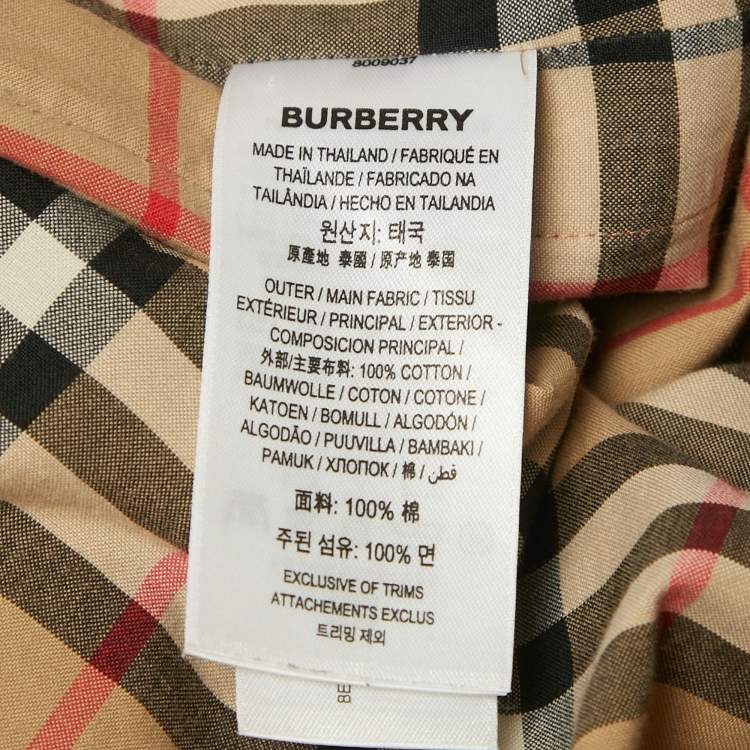 8009037
BURBERRY
MADE IN THAILAND / FABRIQUÉ EN
THAÏLANDE / FABRICADO NA
TAILÂNDIA / HECHO EN TAILANDIA
원산지: 태국
原產地 泰國 / 原产地 泰国
OUTER / MAIN FABRIC / TISSU
EXTÉRIEUR / PRINCIPAL / EXTERIOR -
COMPOSICION PRINCIPAL /
外部/主要布料: 100% COTTON /
BAUMWOLLE / COTON / COTONE /
KATOEN / BOMULL / ALGODÓN /
ALGODÃO / PUUVILLA / BAMBAKI /
PAMUK / ХЛОПОК / 棉 / قطن /
面料: 100% 棉
주된 섬유: 100% 면
EXCLUSIVE OF TRIMS
ATTACHEMENTS EXCLUS
트리밍 제외